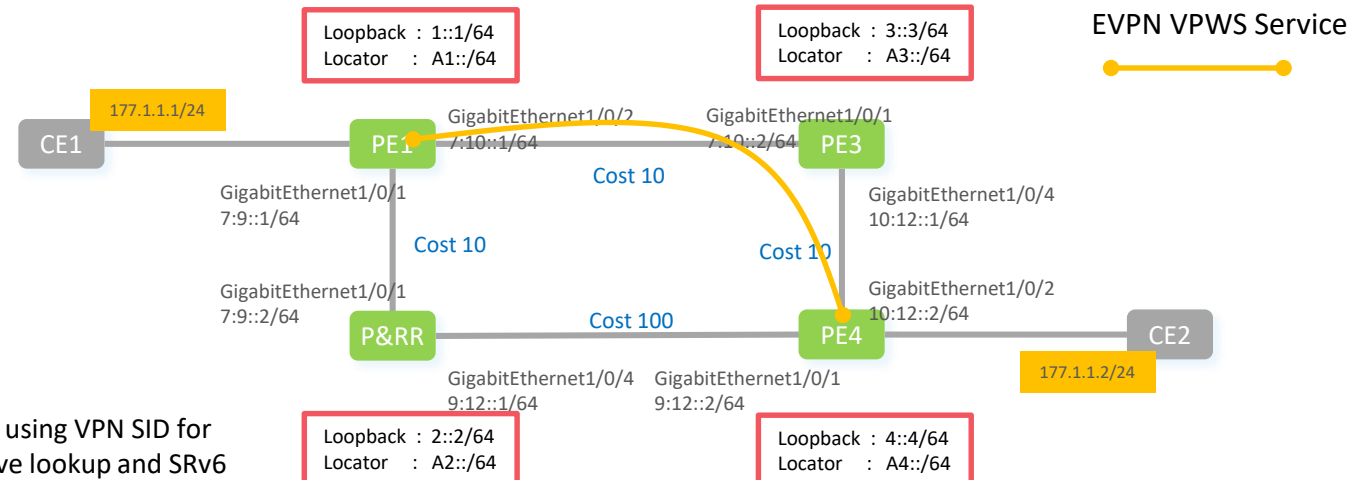 Loopback : 1::1/64
Locator : A1::/64
Loopback : 3::3/64
Locator : A3::/64
EVPN VPWS Service
177.1.1.1/24
CE1
PE1
GigabitEthernet1/0/2
7:10::1/64
GigabitEthernet1/0/1
7:10::2/64
PE3
Cost 10
GigabitEthernet1/0/1
7:9::1/64
GigabitEthernet1/0/4
10:12::1/64
Cost 10
Cost 10
GigabitEthernet1/0/1
7:9::2/64
GigabitEthernet1/0/2
10:12::2/64
P&RR
Cost 100
PE4
CE2
177.1.1.2/24
GigabitEthernet1/0/4
9:12::1/64
GigabitEthernet1/0/1
9:12::2/64
using VPN SID for
ve lookup and SRv6
Loopback : 2::2/64
Locator : A2::/64
Loopback : 4::4/64
Locator : A4::/64